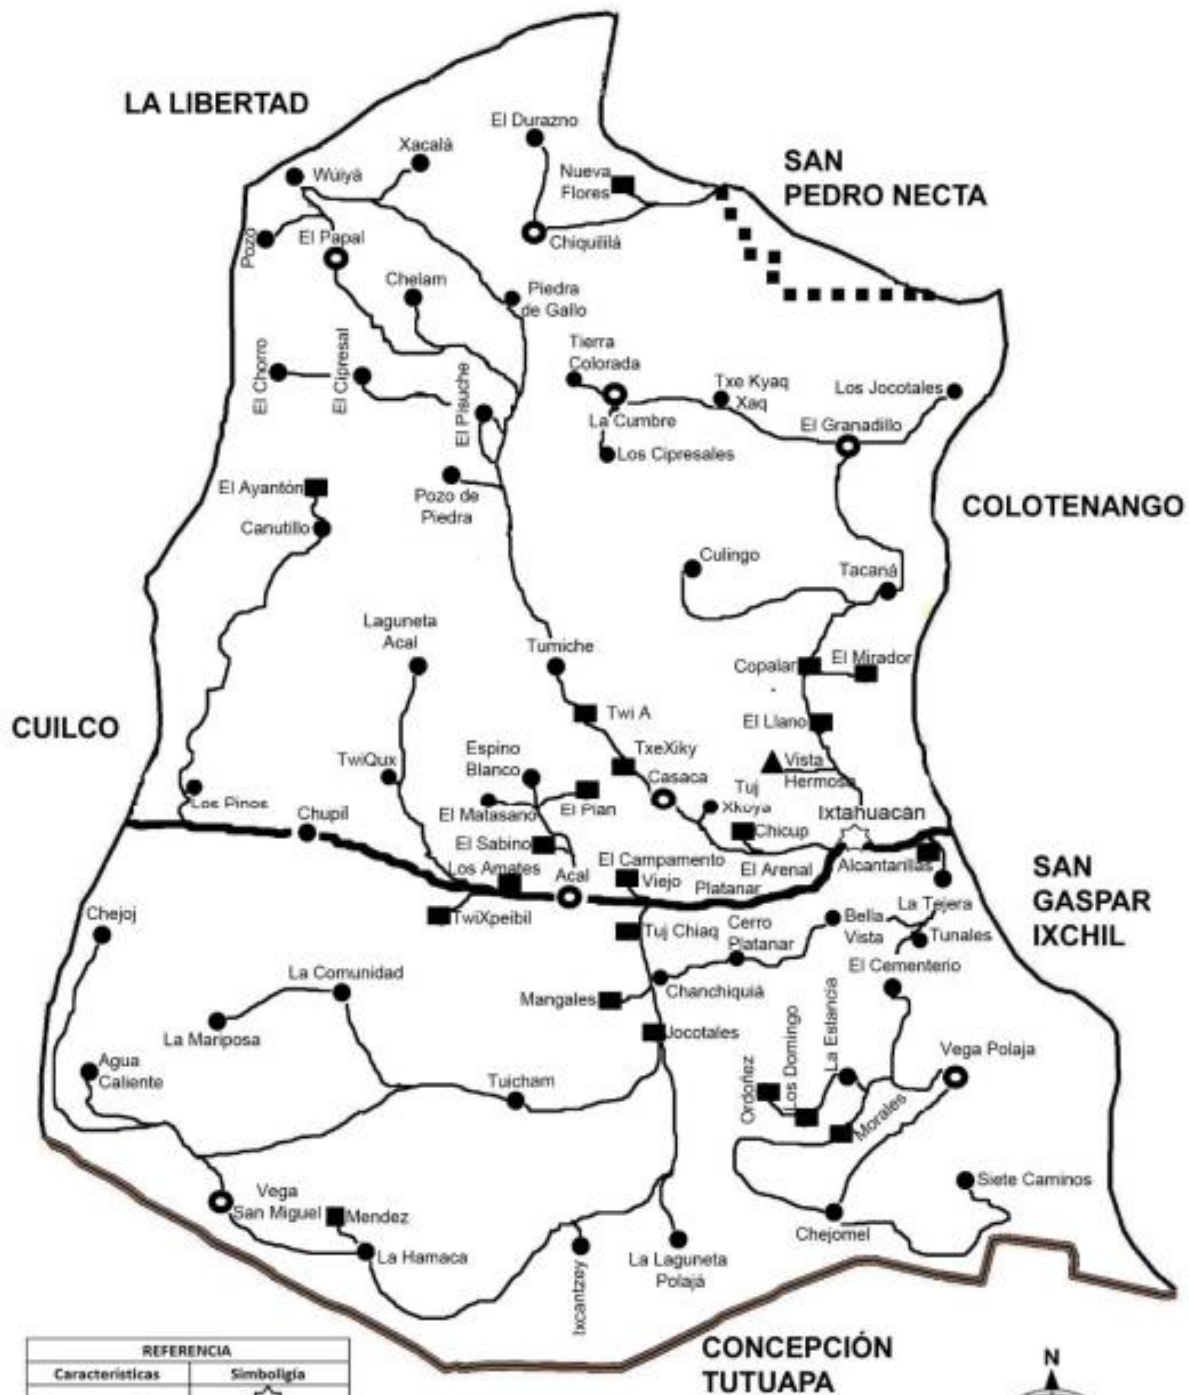 LA LIBERTAD
El Durazno
Xacalá
SAN
PEDRO NECTA
Wüiyá
Nueva
Flores
Pozo
El Papal
Chiquililá
Chelam
Piedra
de Gallo
Tierra
Colorada
El Chorro
El Cipresal
El Pisuche
Txe Kyaq
Xaq
Los Jocotales
La Cumbre
El Granadillo
Los Cipresales
El Ayantón
Pozo de
Piedra
COLOTENANGO
Canutillo
Culingo
Tacaná
Laguneta
Acal
Tumiche
Copalar
El Mirador
CUILCO
Twi A
El Llano
Espino
Blanco
TxeXiky
TwiQux
Casaca
Vista
Hermosa
Tuj
Xkoya
Los Pinos
El Matasano
El Plan
Ixtahuacán
Chupil
Chicup
El Sabino
El Campamento
Viejo
El Arenal
Alcantarillas
Los Amates
Acal
Platanar
SAN
GASPAR
IXCHIL
La Tejera
Chejoj
TwiXpeibil
Tuj Chiaq
Cerro
Platanar
Bella
Vista
Tunales
El Cementerio
La Comunidad
Chanchiquiá
Mangales
La Mariposa
Jocotales
La Estancia
Los Domingo
Ordoñez
Vega Polaja
Agua
Caliente
Tuicham
Morales
Vega
San Miguel
Mendez
Siete Caminos
La Hamaca
Chejomel
La Laguneta
Polajá
Ixcantzey
CONCEPCIÓN
TUTUAPA
REFERENCIA
Caracteristicas Simboligía
N